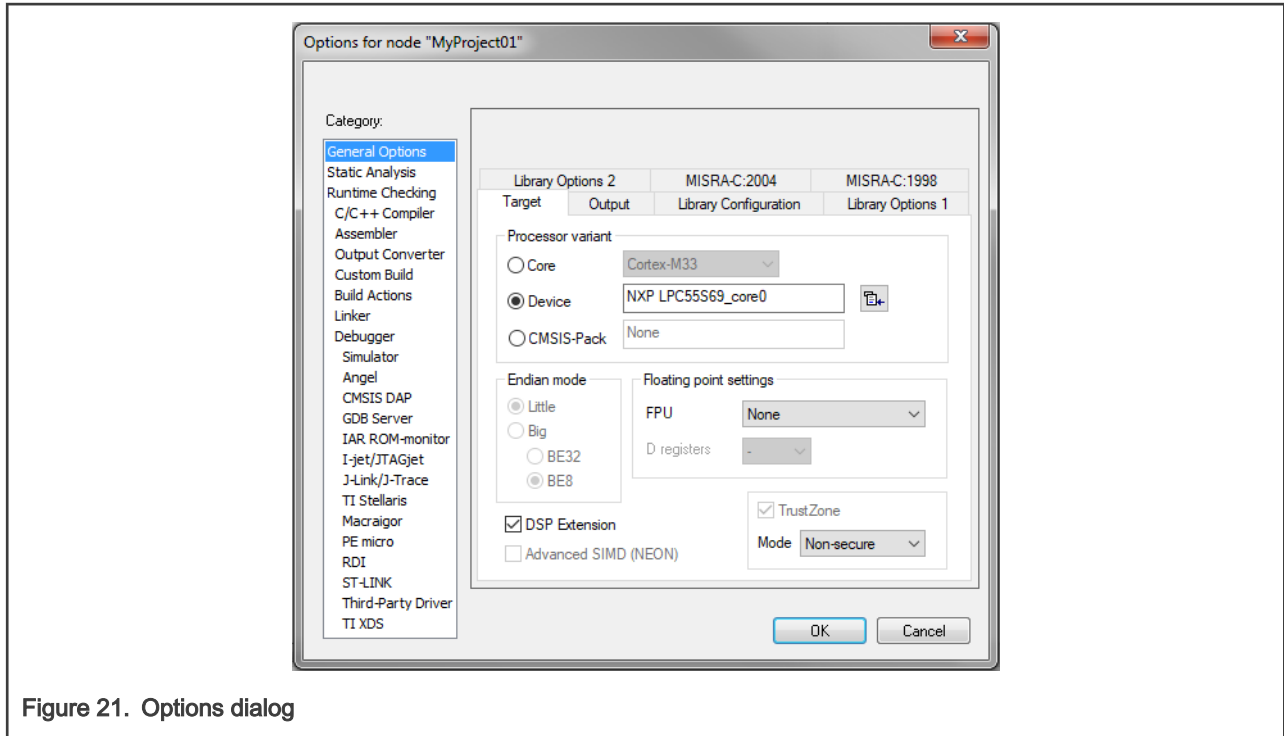 Options for node "MyProject01"
X
Category:
General Options
Static Analysis
Runtime Checking
C/C++ Compiler
Assembler
Output Converter
Custom Build
Build Actions
Linker
Debugger
Simulator
Angel
CMSIS DAP
GDB Server
IAR ROM-monitor
I-jet/JTAGjet
J-Link/J-Trace
TI Stellaris
Macraigor
PE micro
RDI
ST-LINK
Third-Party Driver
TI XDS
Library Options 2 MISRA-C:2004 MISRA-C:1998
Target Output Library Configuration Library Options 1
Processor variant
Core Cortex-M33
Device NXP LPC55S69_core0
CMSIS-Pack None
Endian mode
Little
Big
BE32
BE8
Floating point settings
FPU None
D registers -
DSP Extension
Advanced SIMD (NEON)
TrustZone
Mode Non-secure
OK Cancel
Figure 21. Options dialog